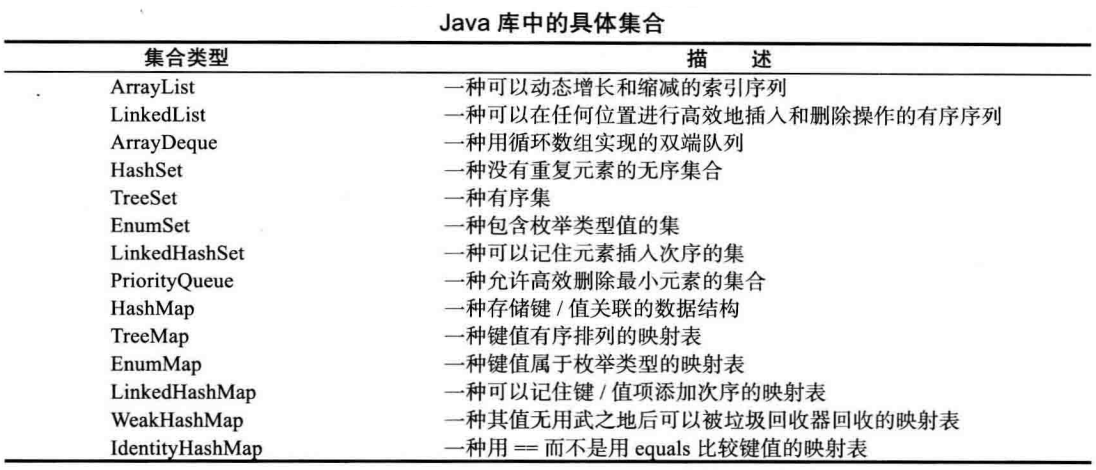 Java 库中的具体集合
集合类型 描 述
ArrayList 一种可以动态增长和缩减的索引序列
LinkedList 一种可以在任何位置进行高效地插入和删除操作的有序序列
ArrayDeque 一种用循环数组实现的双端队列
HashSet 一种没有重复元素的无序集合
TreeSet 一种有序集
EnumSet 一种包含枚举类型值的集
LinkedHashSet 一种可以记住元素插入次序的集
PriorityQueue 一种允许高效删除最小元素的集合
HashMap 一种存储键 / 值关联的数据结构
TreeMap 一种键值有序排列的映射表
EnumMap 一种键值属于枚举类型的映射表
LinkedHashMap 一种可以记住键 / 值项添加次序的映射表
WeakHashMap 一种其值无用武之地后可以被垃圾回收器回收的映射表
IdentityHashMap 一种用 == 而不是用 equals 比较键值的映射表